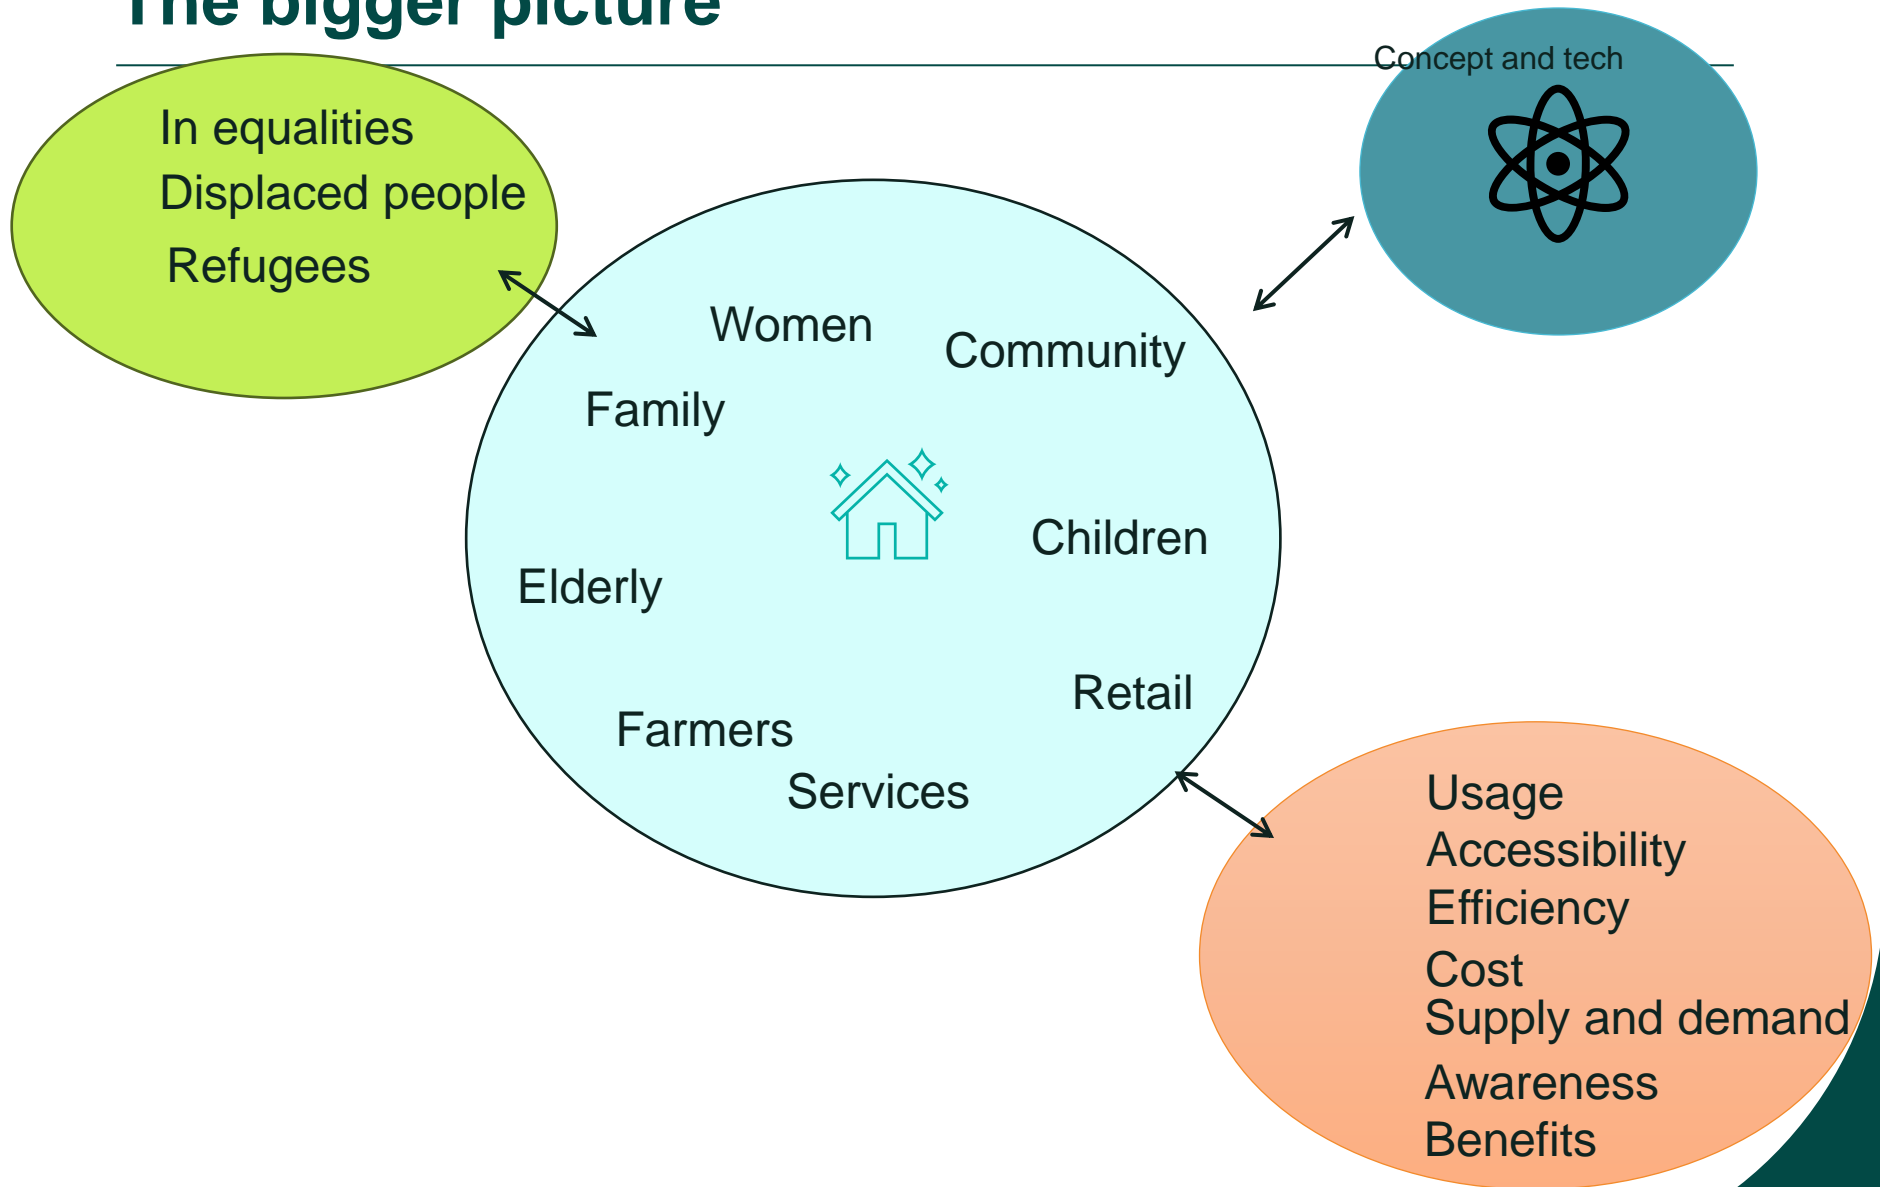 The bigger picture
Concept and tech
In equalities
Displaced people
Refugees
Women
Community
Family
Children
Elderly
Retail
Farmers
Services
Usage
Accessibility
Efficiency
Cost
Supply and demand
Awareness
Benefits